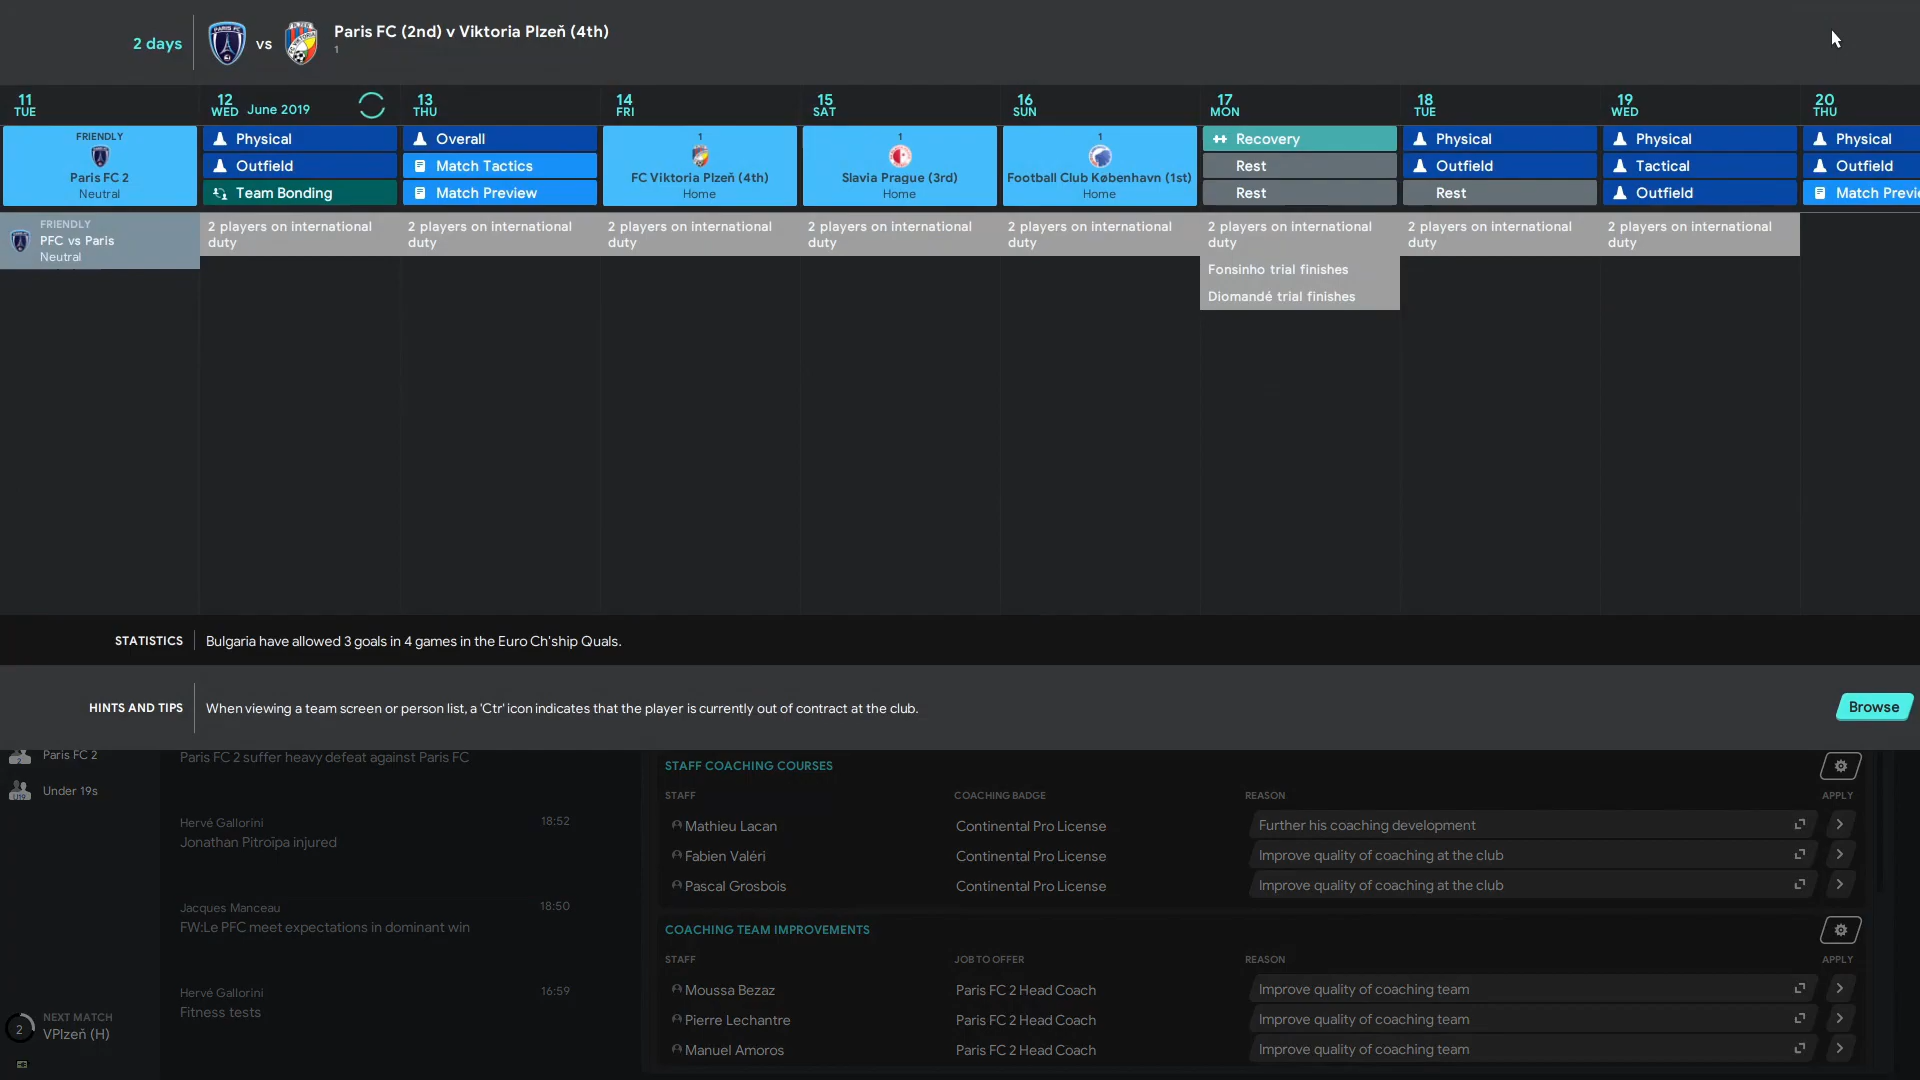 2 days
vs
Paris FC (2nd) v Viktoria Plzeň (4th)
1
11
TUE
12
WED June 2019
13
THU
14
FRI
15
SAT
16
SUN
17
MON
18
TUE
19
WED
20
THU
FRIENDLY
Paris FC 2
Neutral
Physical
Outfield
Team Bonding
Overall
Match Tactics
Match Preview
1
FC Viktoria Plzeň (4th)
Home
1
Slavia Prague (3rd)
Home
1
Football Club København (1st)
Home
Recovery
Rest
Rest
Physical
Outfield
Rest
Physical
Tactical
Outfield
Physical
Outfield
Match Previe
FRIENDLY
PFC vs Paris
Neutral
2 players on international
duty
2 players on international
duty
2 players on international
duty
2 players on international
duty
2 players on international
duty
2 players on international
duty
Fonsinho trial finishes
Diomandé trial finishes
2 players on international
duty
2 players on international
duty
STATISTICS
Bulgaria have allowed 3 goals in 4 games in the Euro Ch'ship Quals.
HINTS AND TIPS
When viewing a team screen or person list, a 'Ctr' icon indicates that the player is currently out of contract at the club.
Browse
Paris FC 2
Under 19s
Paris FC 2 suffer heavy defeat against Paris FC
Hervé Gallorini
18:52
Jonathan Pitroïpa injured
Jacques Manceau
18:50
FW:Le PFC meet expectations in dominant win
Hervé Gallorini
16:59
Fitness tests
2
NEXT MATCH
VPlzeň (H)
STAFF COACHING COURSES
STAFF
COACHING BADGE
REASON
APPLY
Mathieu Lacan
Continental Pro License
Further his coaching development
Fabien Valéri
Continental Pro License
Improve quality of coaching at the club
Pascal Grosbois
Continental Pro License
Improve quality of coaching at the club
COACHING TEAM IMPROVEMENTS
STAFF
JOB TO OFFER
REASON
APPLY
Moussa Bezaz
Paris FC 2 Head Coach
Improve quality of coaching team
Pierre Lechantre
Paris FC 2 Head Coach
Improve quality of coaching team
Manuel Amoros
Paris FC 2 Head Coach
Improve quality of coaching team